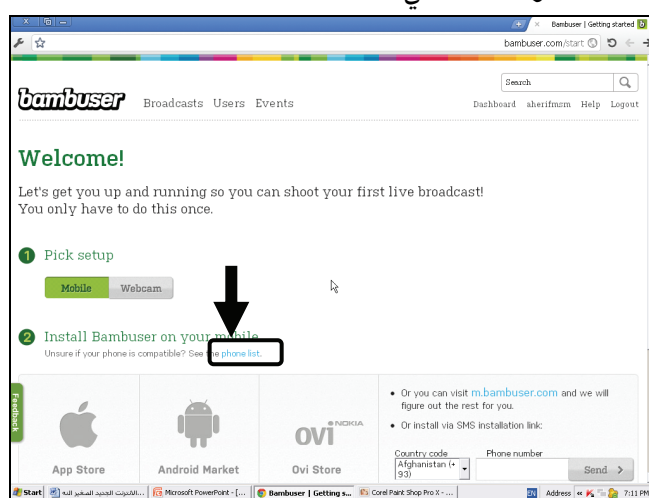 Bambuser | Getting started
bambuser.com/start
Search
bambuser Broadcasts Users Events
Dashboard aherifmsm Help Logout
Welcome!
Let's get you up and running so you can shoot your first live broadcast!
You only have to do this once.
1 Pick setup
Mobile Webcam
2 Install Bambuser on your mobile
Unsure if your phone is compatible? See the phone list.
Feedback
App Store
Android Market
OVI NOKIA
Ovi Store
• Or you can visit m.bambuser.com and we will
figure out the rest for you.
• Or install via SMS installation link:
Country code Phone number
Afghanistan (+
93)
Send >
Start الانترنت الجديد الصغير... Microsoft PowerPoint - [... Bambuser | Getting s... Corel Paint Shop Pro X - ... EN Address « 7:11 PM